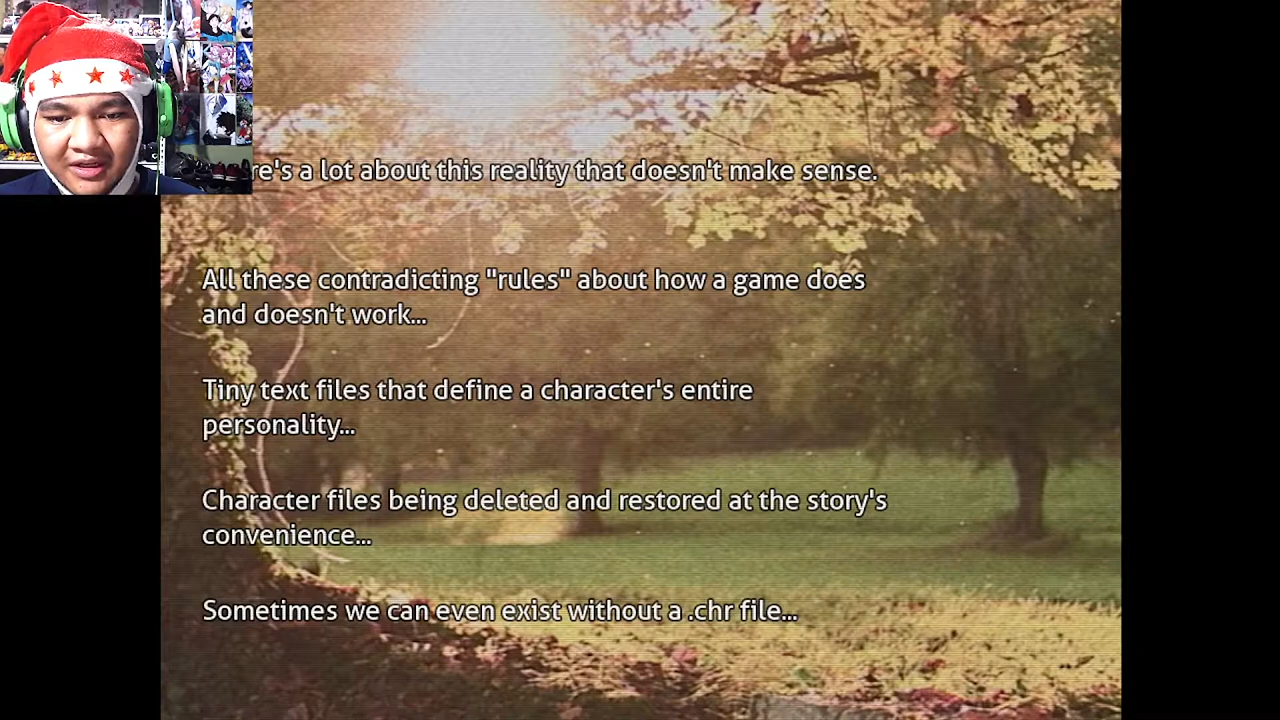 re's a lot about this reality that doesn't make sense.
All these contradicting "rules" about how a game does
and doesn't work...
Tiny text files that define a character's entire
personality...
Character files being deleted and restored at the story's
convenience...
Sometimes we can even exist without a .chr file...